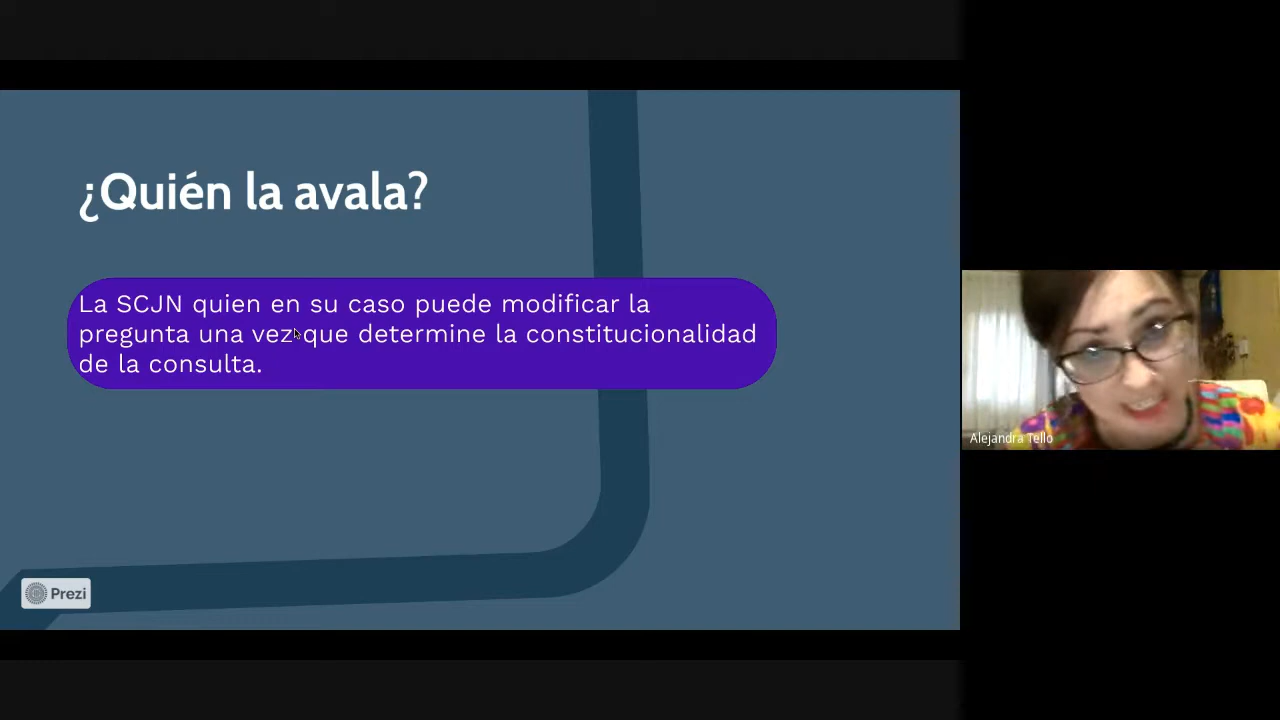 ¿Quién la avala?
La SCJN quien en su caso puede modificar la
pregunta una vez que determine la constitucionalidad
de la consulta.
Prezi
Alejandra Tello